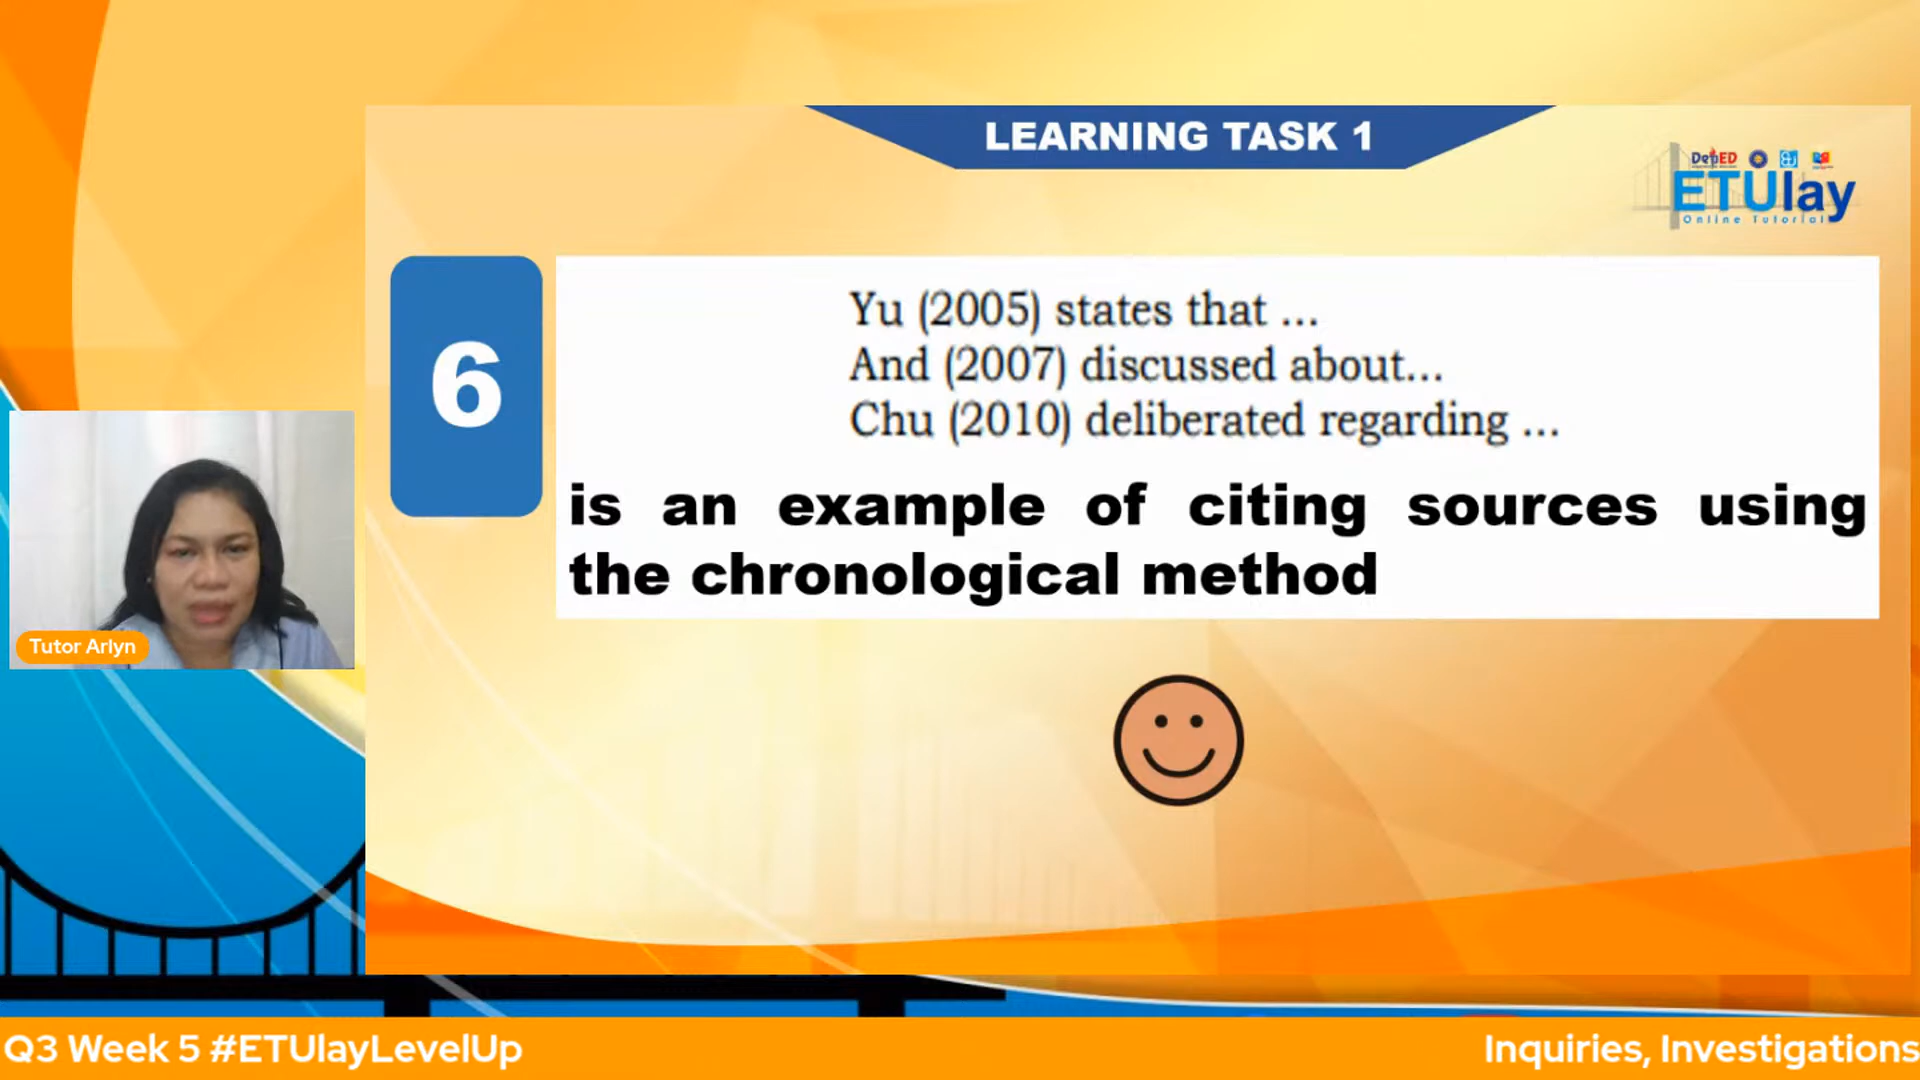 LEARNING TASK 1
DepED
ETUlay
Online Tutorial
6
Yu (2005) states that ...
And (2007) discussed about...
Chu (2010) deliberated regarding ...
is an example of citing sources using
the chronological method
Tutor Arlyn
Q3 Week 5 #ETUlayLevelUp
Inquiries, Investigations